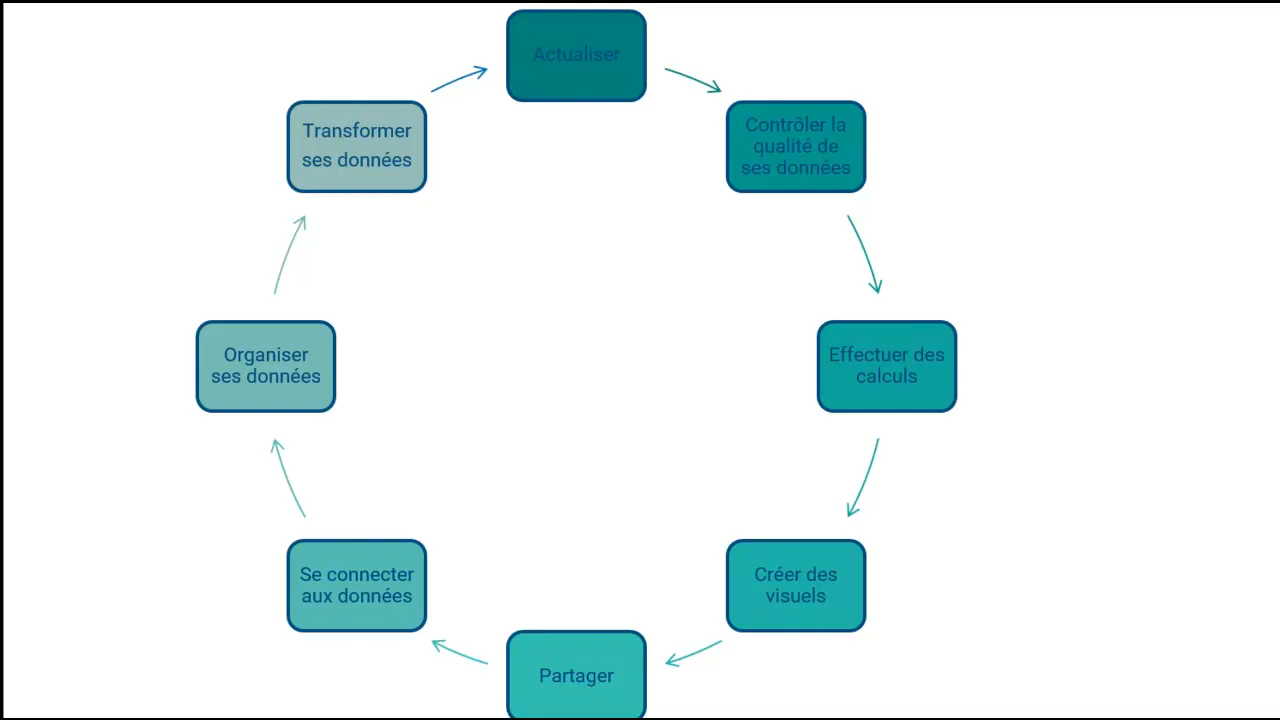 Actualiser
Contrôler la
qualité de
ses données
Effectuer des
calculs
Créer des
visuels
Partager
Se connecter
aux données
Organiser
ses données
Transformer
ses données